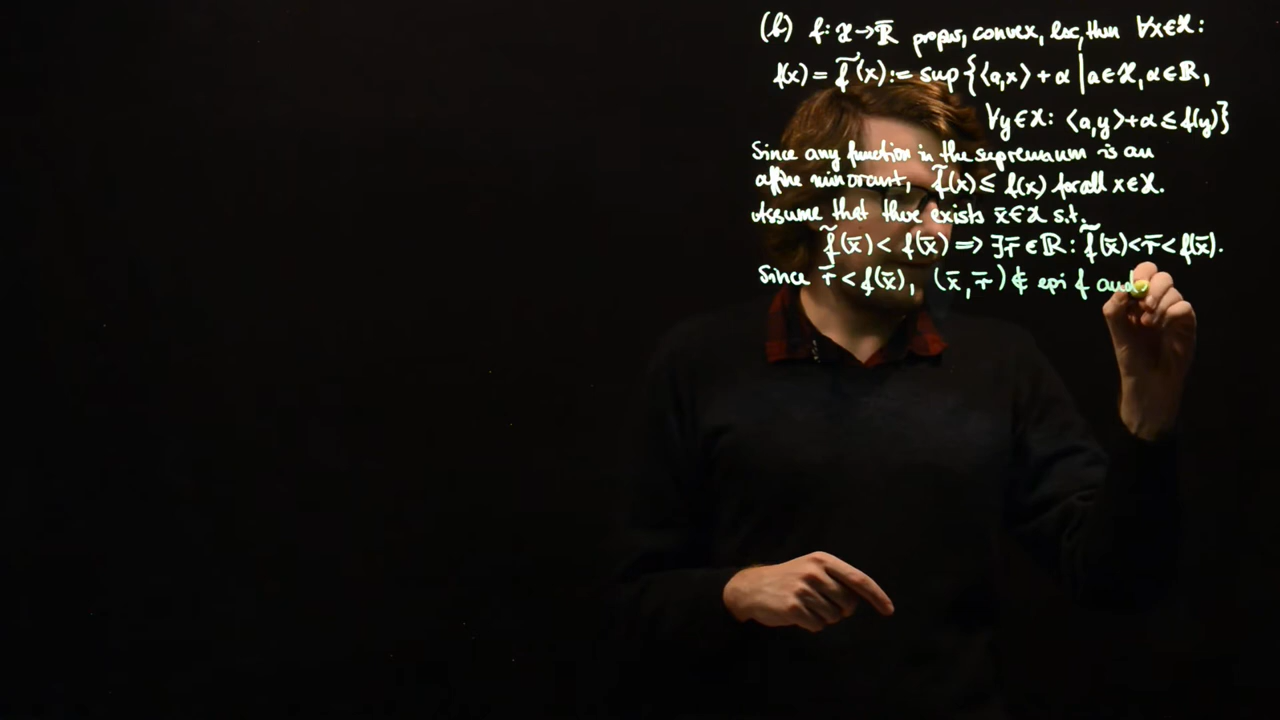 (b) f: 𝒳→ℝ̄ proper, convex, lsc, then ∀x∈𝒳:
f(x) = f̃(x) := sup{⟨a,x⟩ + α | a∈𝒳, α∈ℝ,
∀y∈𝒳: ⟨a,y⟩+α ≤ f(y)}
Since any function in the supremum is an
affine minorant, f̃(x) ≤ f(x) for all x∈𝒳.
Assume that there exists x̄∈𝒳 s.t.
f̃(x̄) < f(x̄) ⟹ ∃r̄∈ℝ: f̃(x̄)<r̄<f(x̄).
Since r̄ < f(x̄), (x̄,r̄) ∉ epi f and